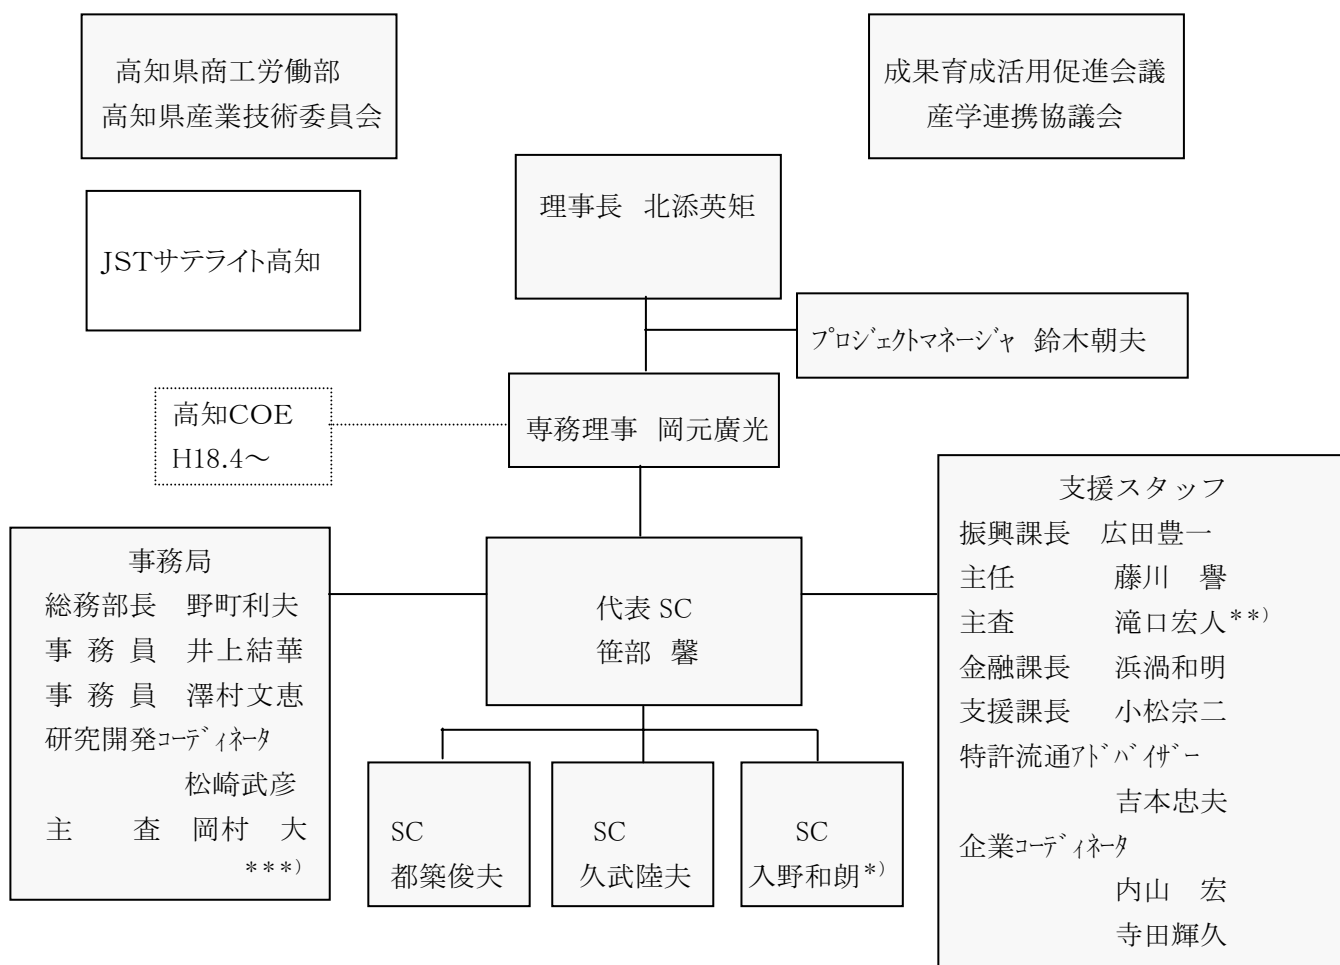 高知県商工労働部
高知県産業技術委員会
成果育成活用促進会議
産学連携協議会
理事長 北添英矩
JSTサテライト高知
プロジェクトマネージャ 鈴木朝夫
高知COE
H18.4～
専務理事 岡元廣光
事務局
総務部長 野町利夫
事 務 員 井上結華
事 務 員 澤村文恵
研究開発コーディネータ
松崎武彦
主 査 岡村 大
***)
代表 SC
笹部 馨
SC
都築俊夫
SC
久武陸夫
SC
入野和朗*)
支援スタッフ
振興課長 広田豊一
主任 藤川 譽
主査 滝口宏人**)
金融課長 浜渦和明
支援課長 小松宗二
特許流通アドバイザー
吉本忠夫
企業コーディネータ
内山 宏
寺田輝久